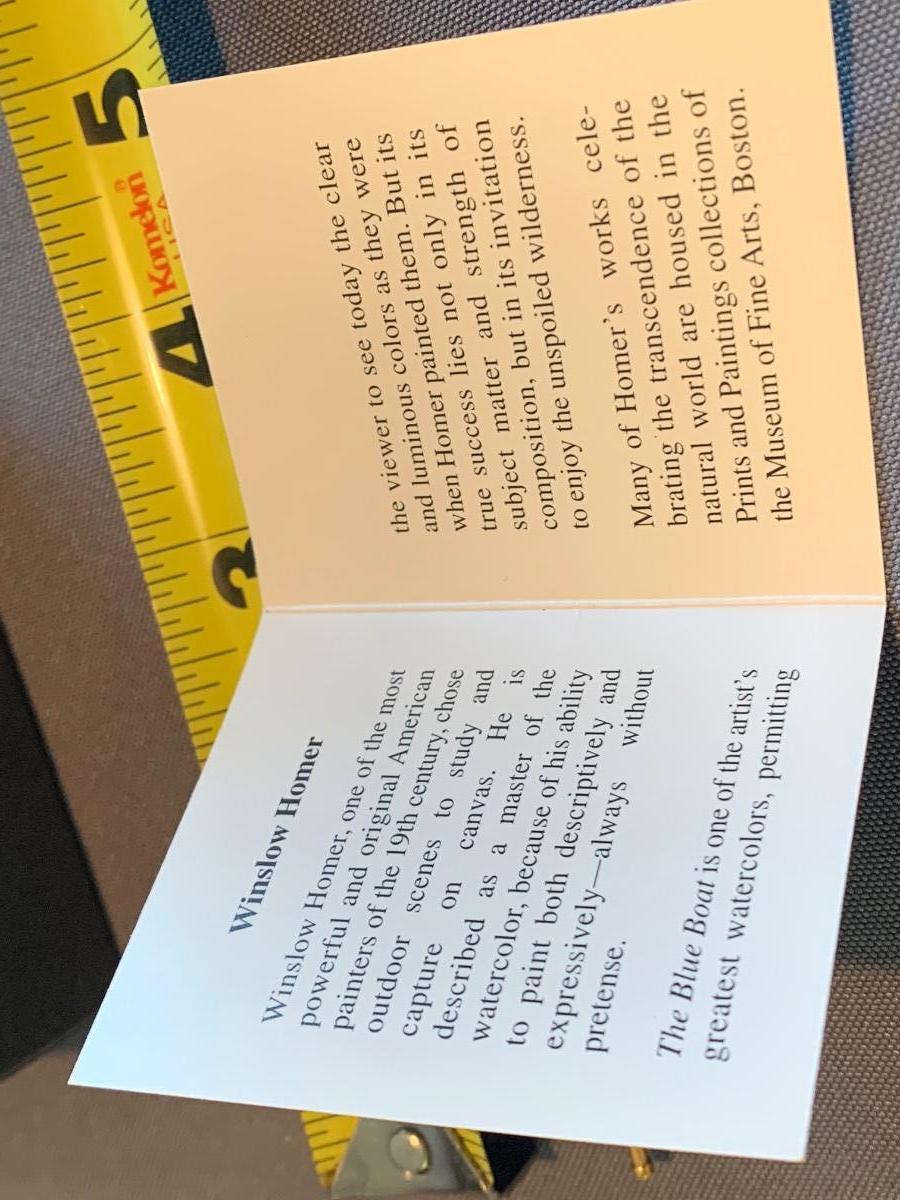 Winslow Homer
Winslow Homer, one of the most
powerful and original American
painters of the 19th century, chose
outdoor scenes to study and
capture on canvas. He is
described as a master of the
watercolor, because of his ability
to paint both descriptively and
expressively—always without
pretense.
The Blue Boat is one of the artist's
greatest watercolors, permitting
the viewer to see today the clear
and luminous colors as they were
when Homer painted them. But its
true success lies not only in its
subject matter and strength of
composition, but in its invitation
to enjoy the unspoiled wilderness.
Many of Homer's works cele-
brating the transcendence of the
natural world are housed in the
Prints and Paintings collections of
the Museum of Fine Arts, Boston.
3
4
5
Komelon®
USA